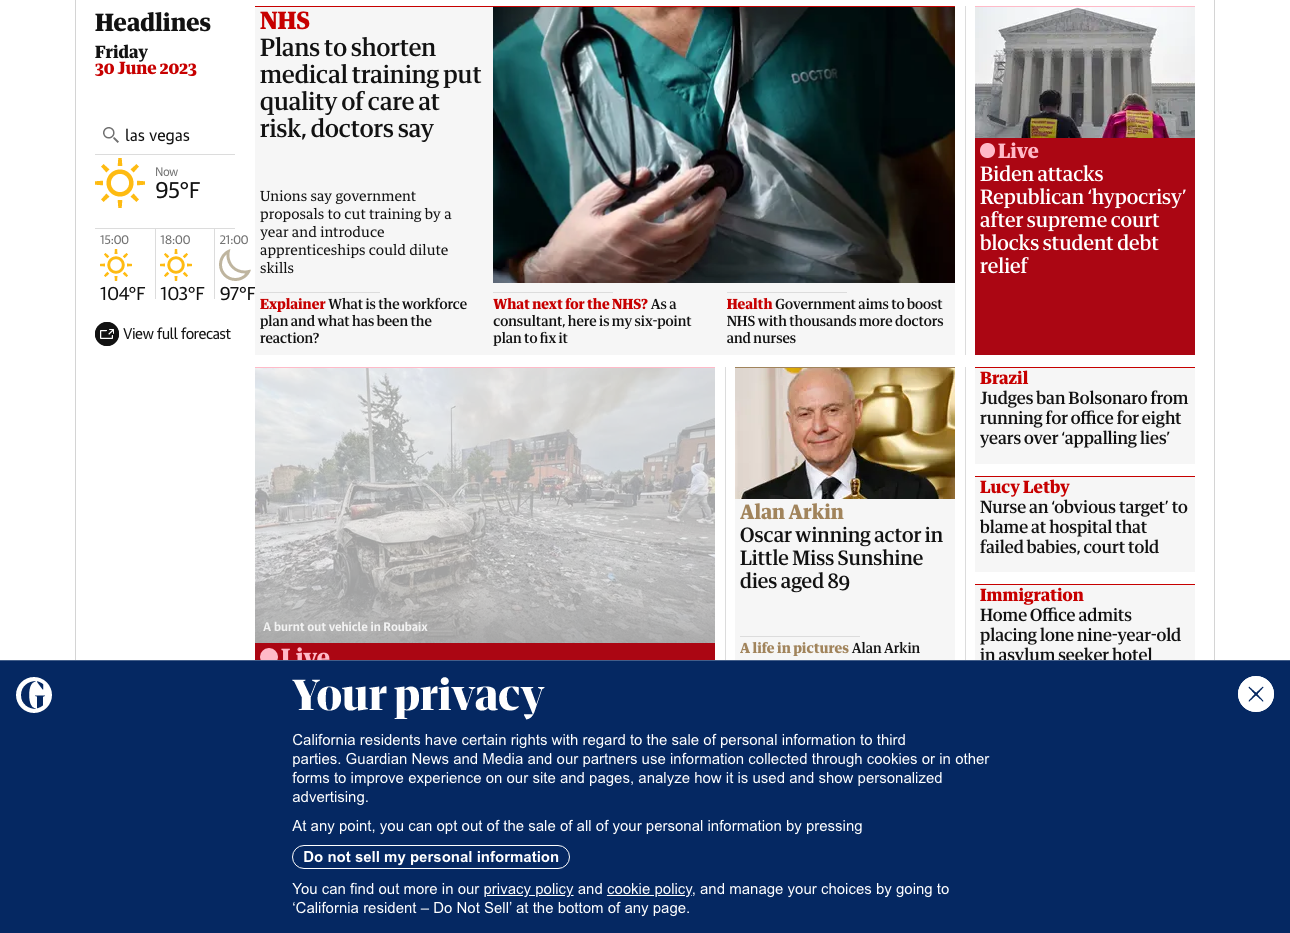 Headlines
Friday
30 June 2023
las vegas
Now
95°F
15:00
18:00
21:00
104°F
103°F
97°F
View full forecast
NHS
Plans to shorten
medical training put
quality of care at
risk, doctors say
Unions say government
proposals to cut training by a
year and introduce
apprenticeships could dilute
skills
DOCTOR
Explainer What is the workforce
plan and what has been the
reaction?
What next for the NHS? As a
consultant, here is my six-point
plan to fix it
Health Government aims to boost
NHS with thousands more doctors
and nurses
Live
Biden attacks
Republican ‘hypocrisy’
after supreme court
blocks student debt
relief
A burnt out vehicle in Roubaix
Live
Alan Arkin
Oscar winning actor in
Little Miss Sunshine
dies aged 89
A life in pictures Alan Arkin
Brazil
Judges ban Bolsonaro from
running for office for eight
years over ‘appalling lies’
Lucy Letby
Nurse an ‘obvious target’ to
blame at hospital that
failed babies, court told
Immigration
Home Office admits
placing lone nine-year-old
in asylum seeker hotel
Your privacy
California residents have certain rights with regard to the sale of personal information to third
parties. Guardian News and Media and our partners use information collected through cookies or in other
forms to improve experience on our site and pages, analyze how it is used and show personalized
advertising.
At any point, you can opt out of the sale of all of your personal information by pressing
Do not sell my personal information
You can find out more in our privacy policy and cookie policy, and manage your choices by going to
‘California resident – Do Not Sell’ at the bottom of any page.